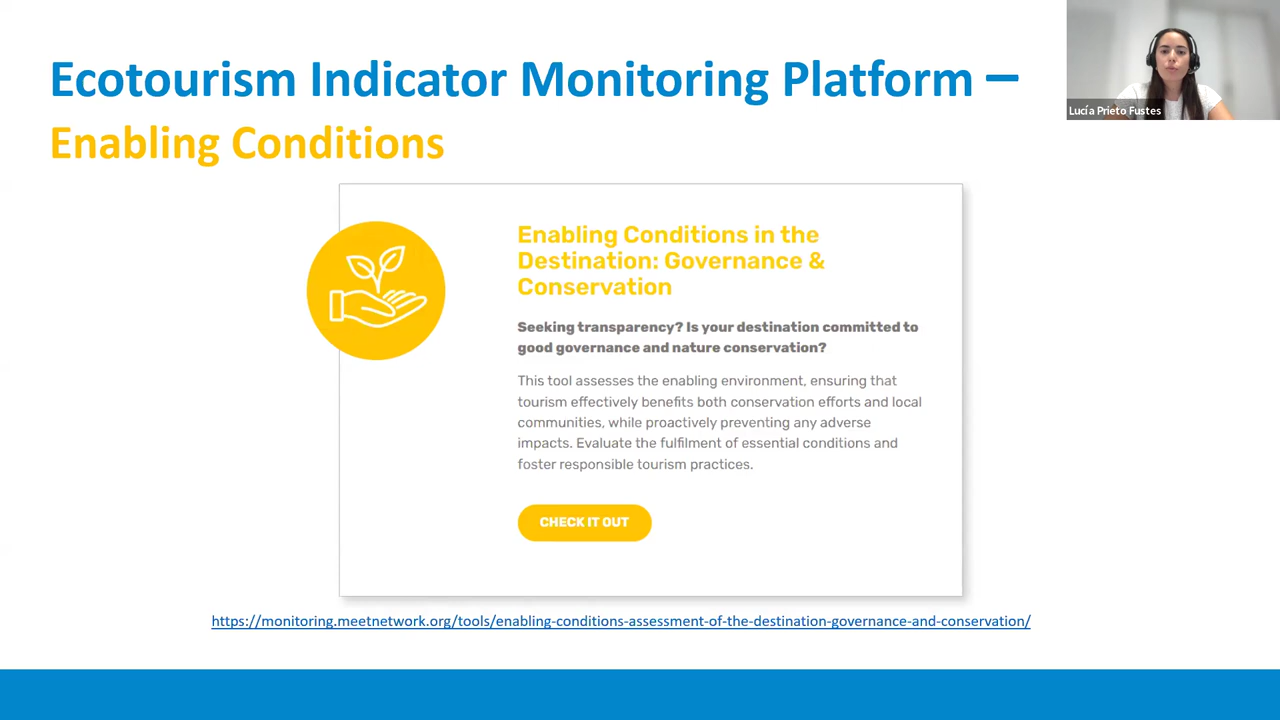 Ecotourism Indicator Monitoring Platform –
Enabling Conditions
Lucía Prieto Fustes
Enabling Conditions in the
Destination: Governance &
Conservation
Seeking transparency? Is your destination committed to
good governance and nature conservation?
This tool assesses the enabling environment, ensuring that
tourism effectively benefits both conservation efforts and local
communities, while proactively preventing any adverse
impacts. Evaluate the fulfilment of essential conditions and
foster responsible tourism practices.
CHECK IT OUT
https://monitoring.meetnetwork.org/tools/enabling-conditions-assessment-of-the-destination-governance-and-conservation/